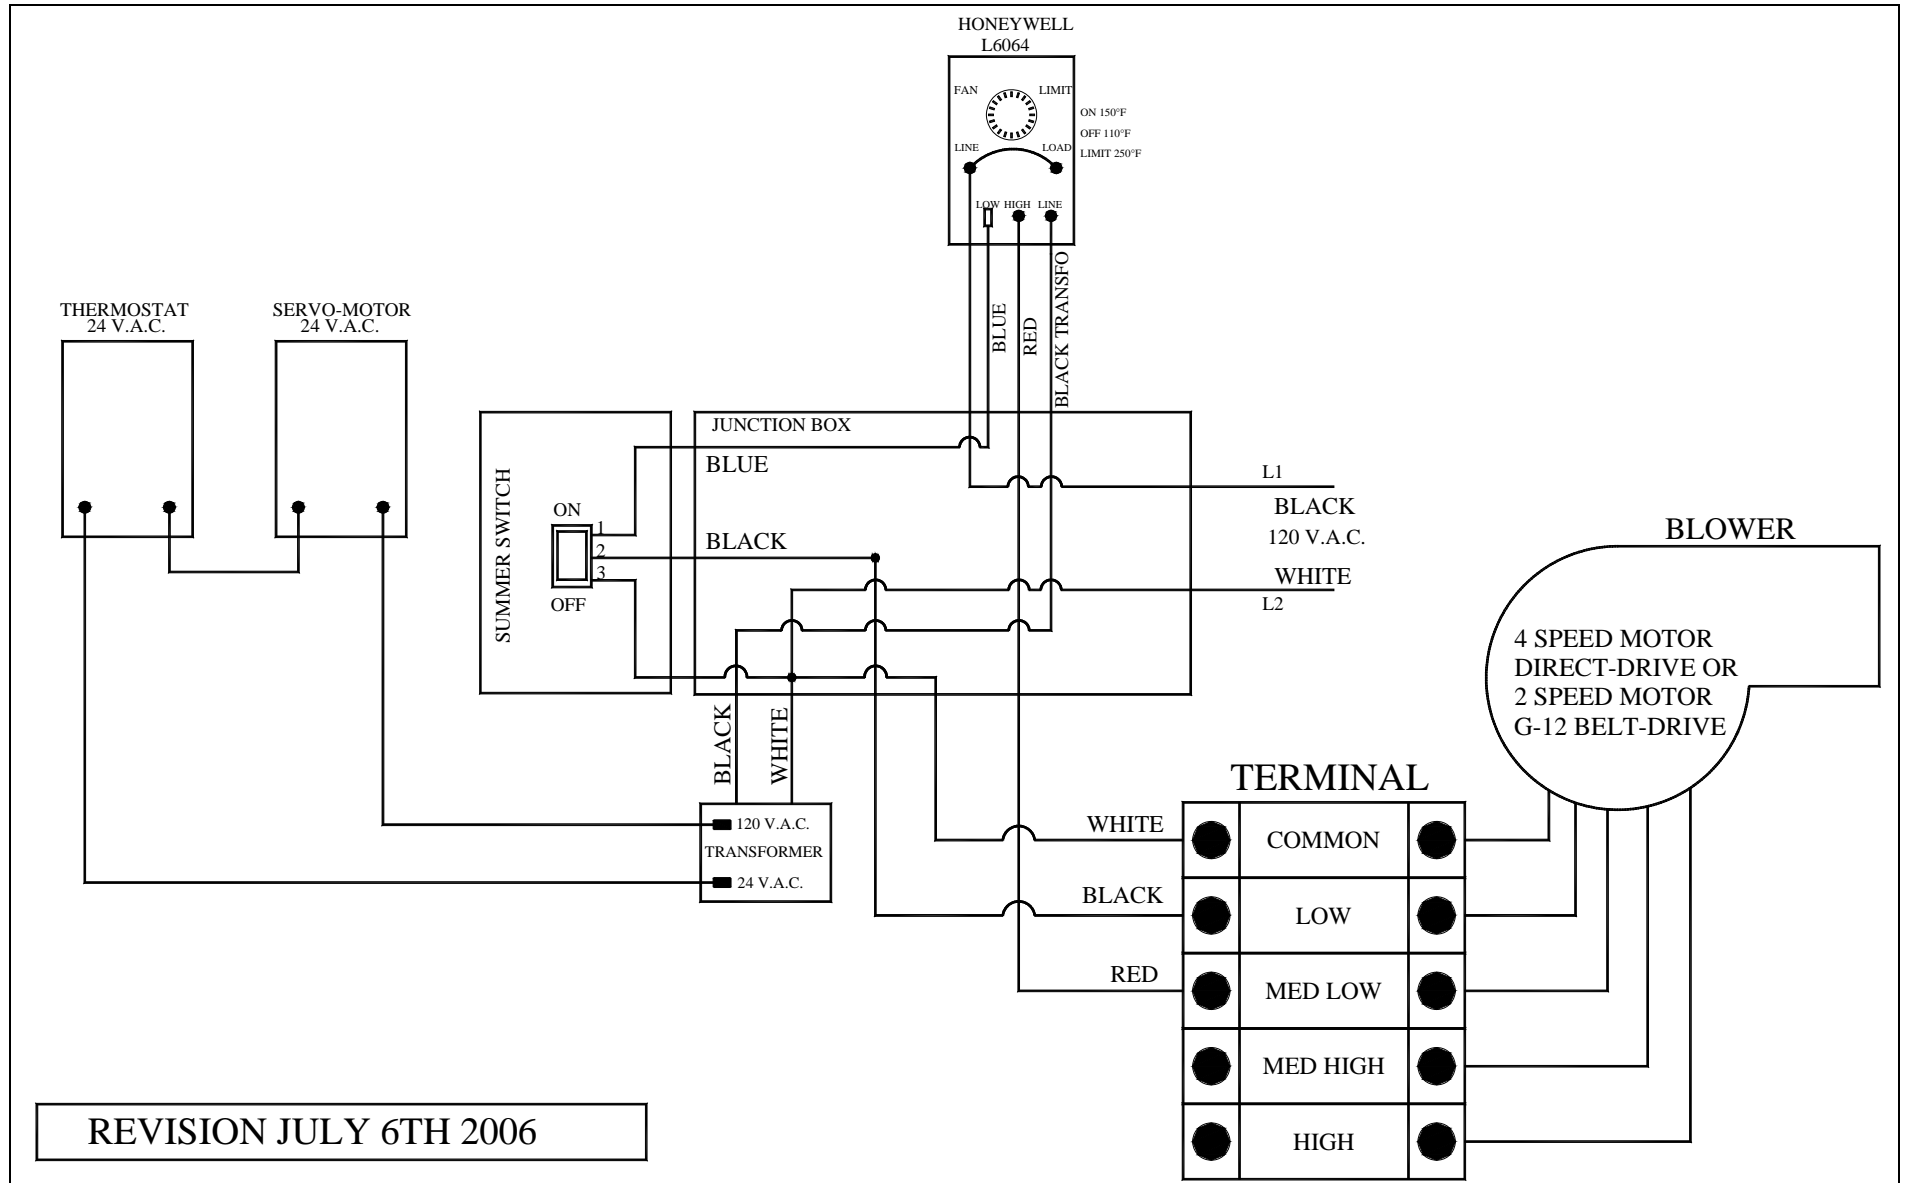 HONEYWELL
L6064
FAN
LIMIT
ON 150°F
OFF 110°F
LIMIT 250°F
LINE
LOAD
LOW
HIGH
LINE
BLUE
RED
BLACK TRANSFO
THERMOSTAT
24 V.A.C.
SERVO-MOTOR
24 V.A.C.
SUMMER SWITCH
ON
1
2
3
OFF
JUNCTION BOX
BLUE
BLACK
L1
BLACK
120 V.A.C.
WHITE
L2
BLACK
WHITE
120 V.A.C.
TRANSFORMER
24 V.A.C.
BLOWER
4 SPEED MOTOR
DIRECT-DRIVE OR
2 SPEED MOTOR
G-12 BELT-DRIVE
TERMINAL
WHITE
COMMON
BLACK
LOW
RED
MED LOW
MED HIGH
HIGH
REVISION JULY 6TH 2006